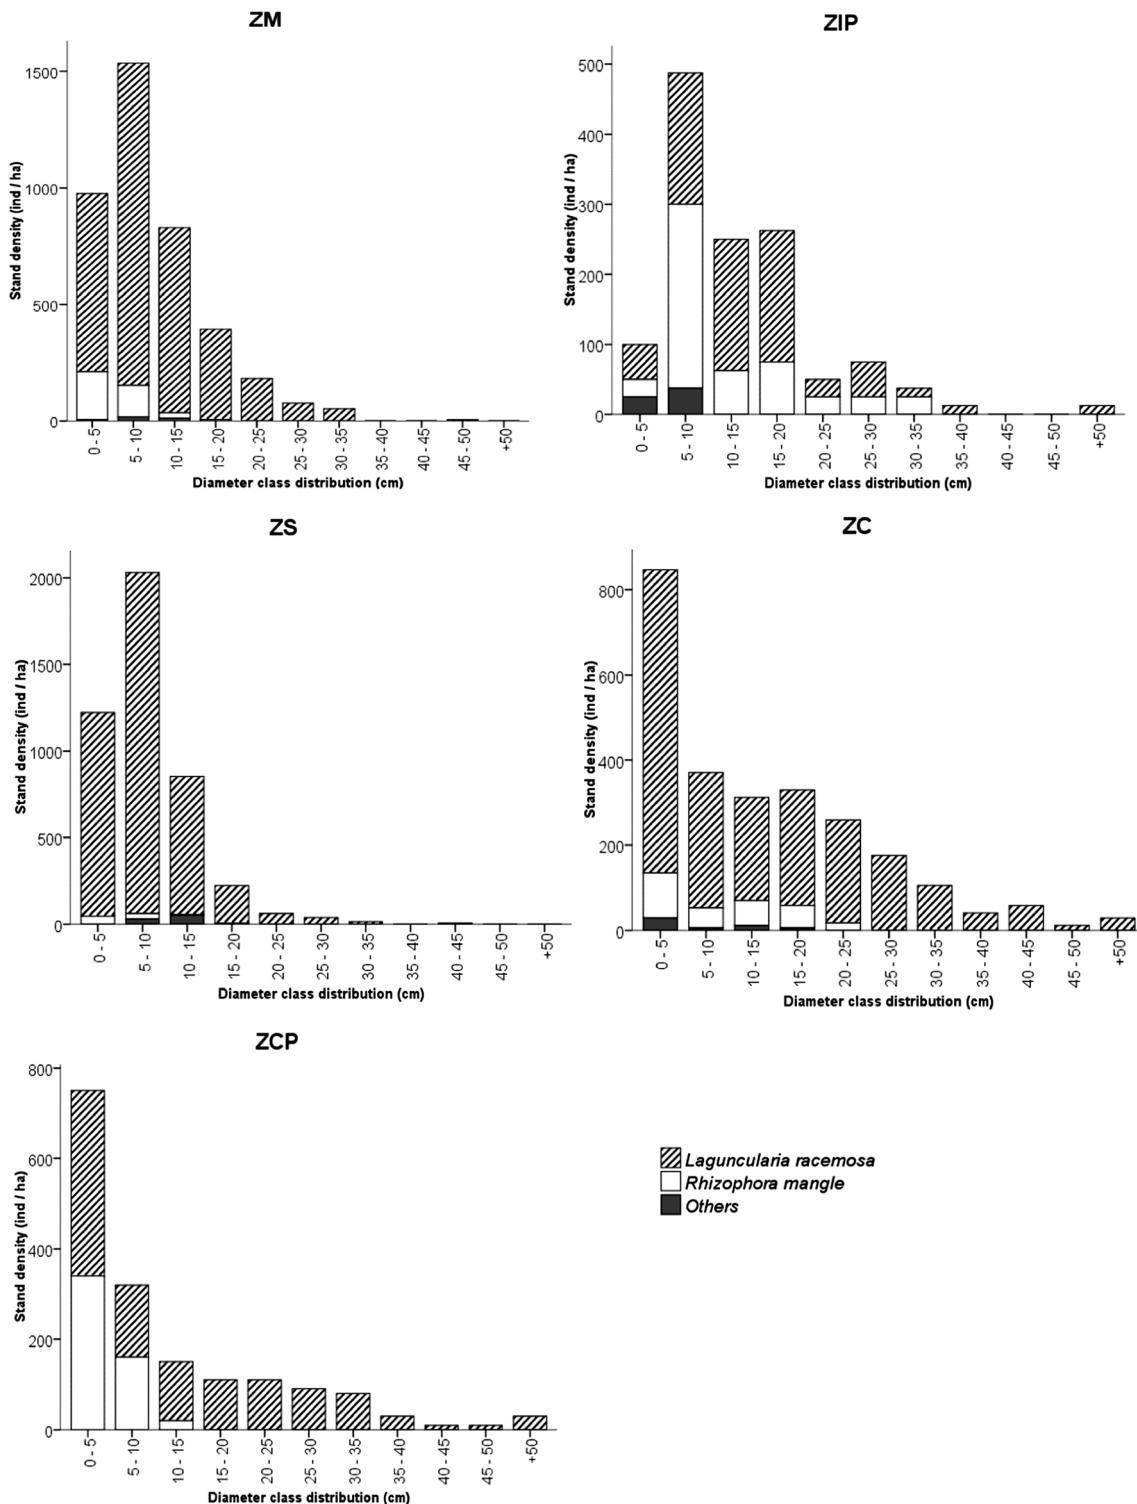 ZM
Stand density (ind / ha)
1500
1000
500
0
0 - 5
5 - 10
10 - 15
15 - 20
20 - 25
25 - 30
30 - 35
35 - 40
40 - 45
45 - 50
+50
Diameter class distribution (cm)
ZIP
Stand density (ind / ha)
500
400
300
200
100
0
0 - 5
5 - 10
10 - 15
15 - 20
20 - 25
25 - 30
30 - 35
35 - 40
40 - 45
45 - 50
+50
Diameter class distribution (cm)
ZS
Stand density (ind / ha)
2000
1500
1000
500
0
0 - 5
5 - 10
10 - 15
15 - 20
20 - 25
25 - 30
30 - 35
35 - 40
40 - 45
45 - 50
+50
Diameter class distribution (cm)
ZC
Stand density (ind / ha)
800
600
400
200
0
0 - 5
5 - 10
10 - 15
15 - 20
20 - 25
25 - 30
30 - 35
35 - 40
40 - 45
45 - 50
+50
Diameter class distribution (cm)
ZCP
Stand density (ind / ha)
800
600
400
200
0
0 - 5
5 - 10
10 - 15
15 - 20
20 - 25
25 - 30
30 - 35
35 - 40
40 - 45
45 - 50
+50
Diameter class distribution (cm)
Laguncularia racemosa
Rhizophora mangle
Others